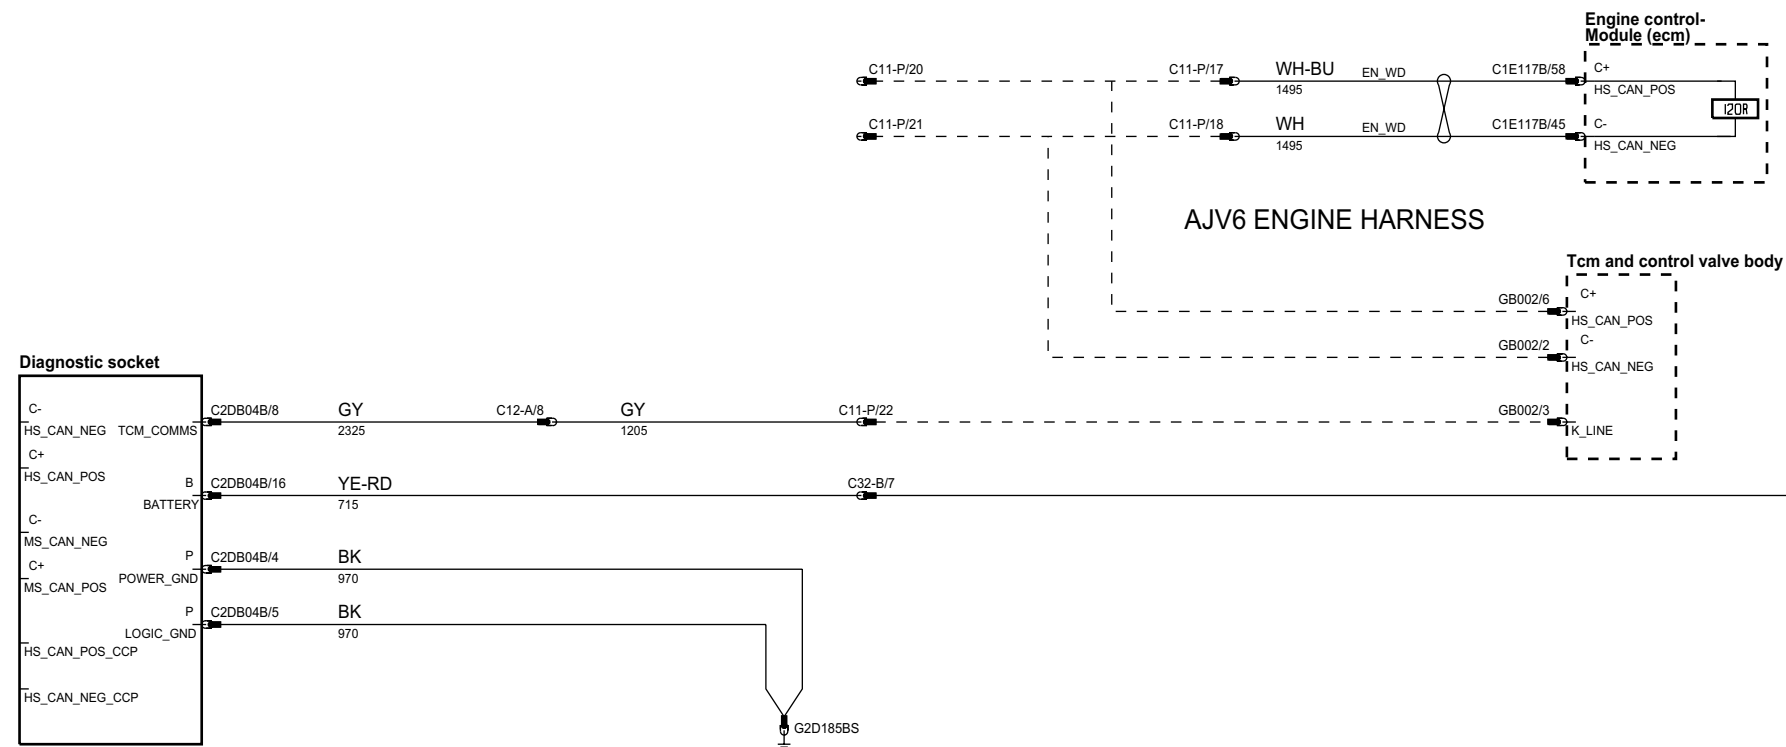 Engine control-
Module (ecm)
C11-P/20
C11-P/17
WH-BU
EN_WD
C1E117B/58
C+
1495
HS_CAN_POS
120R
C11-P/21
C11-P/18
WH
EN_WD
C1E117B/45
C-
1495
HS_CAN_NEG
AJV6 ENGINE HARNESS
Tcm and control valve body
GB002/6
C+
HS_CAN_POS
GB002/2
C-
HS_CAN_NEG
Diagnostic socket
C-
C2DB04B/8
GY
C12-A/8
GY
C11-P/22
GB002/3
HS_CAN_NEG
TCM_COMMS
2325
1205
K_LINE
C+
HS_CAN_POS
B
C2DB04B/16
YE-RD
C32-B/7
BATTERY
715
C-
MS_CAN_NEG
P
C2DB04B/4
BK
C+
MS_CAN_POS
POWER_GND
970
P
C2DB04B/5
BK
LOGIC_GND
970
HS_CAN_POS_CCP
HS_CAN_NEG_CCP
G2D185BS